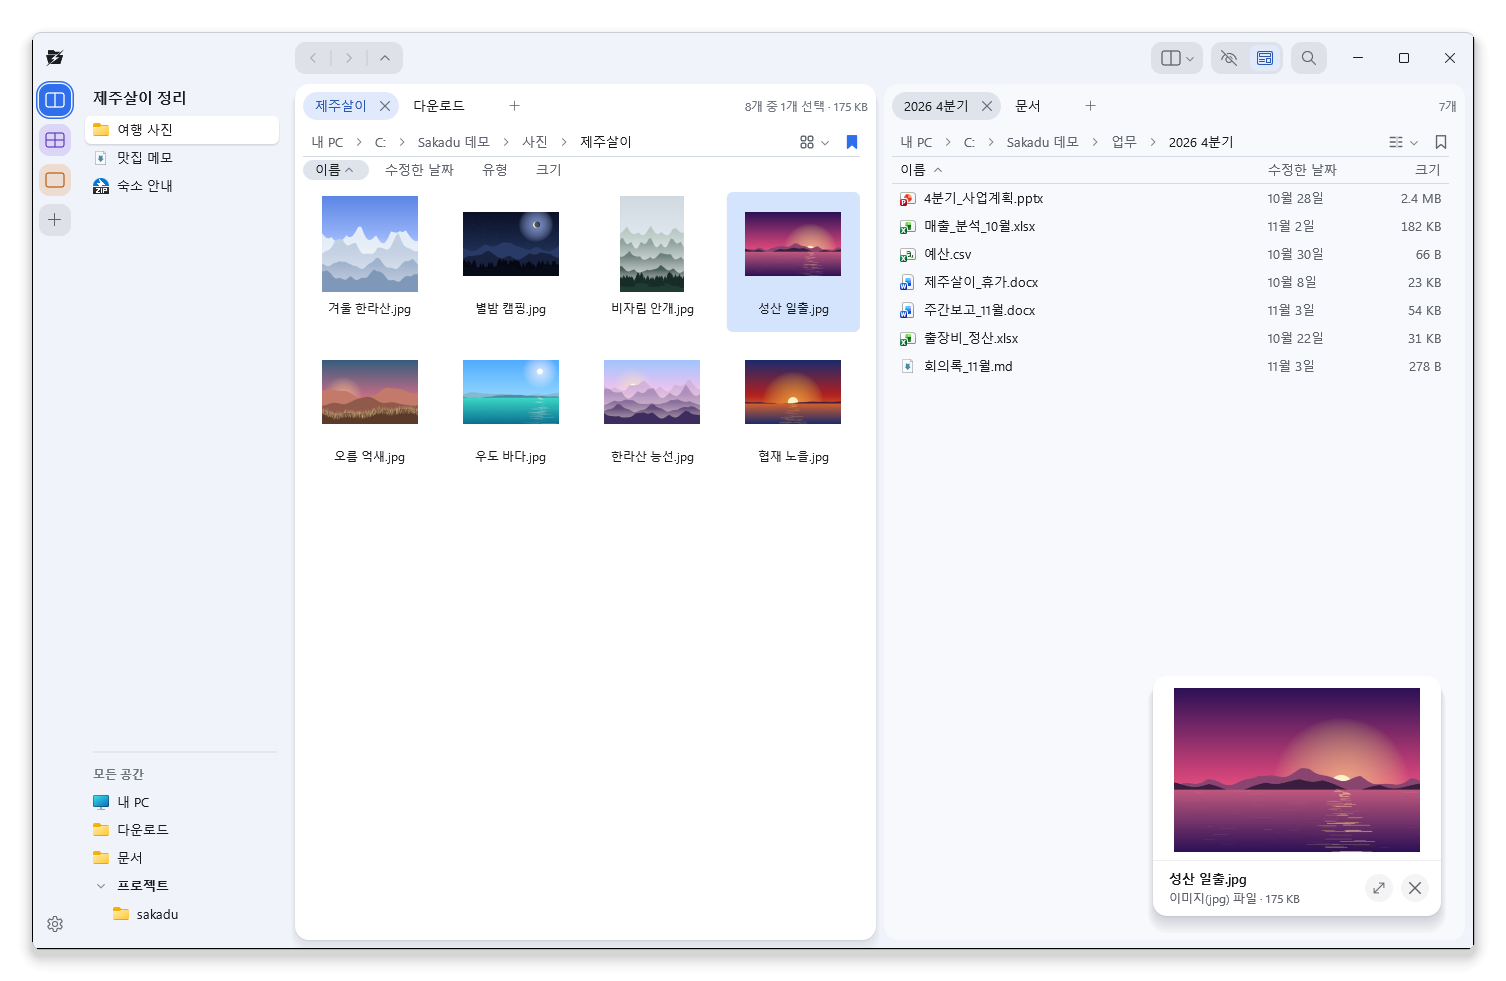 제주살이 정리
여행 사진
맛집 메모
ZIP 숙소 안내
모든 공간
내 PC
다운로드
문서
프로젝트
sakadu
제주살이 다운로드 8개 중 1개 선택 · 175 KB
내 PC C: Sakadu 데모 사진 제주살이
이름 수정한 날짜 유형 크기
겨울 한라산.jpg 별밤 캠핑.jpg 비자림 안개.jpg 성산 일출.jpg
오름 억새.jpg 우도 바다.jpg 한라산 능선.jpg 협재 노을.jpg
2026 4분기 문서 7개
내 PC C: Sakadu 데모 업무 2026 4분기
이름 수정한 날짜 크기
4분기_사업계획.pptx 10월 28일 2.4 MB
매출_분석_10월.xlsx 11월 2일 182 KB
예산.csv 10월 30일 66 B
제주살이_휴가.docx 10월 8일 23 KB
주간보고_11월.docx 11월 3일 54 KB
출장비_정산.xlsx 10월 22일 31 KB
회의록_11월.md 11월 3일 278 B
성산 일출.jpg
이미지(jpg) 파일 · 175 KB